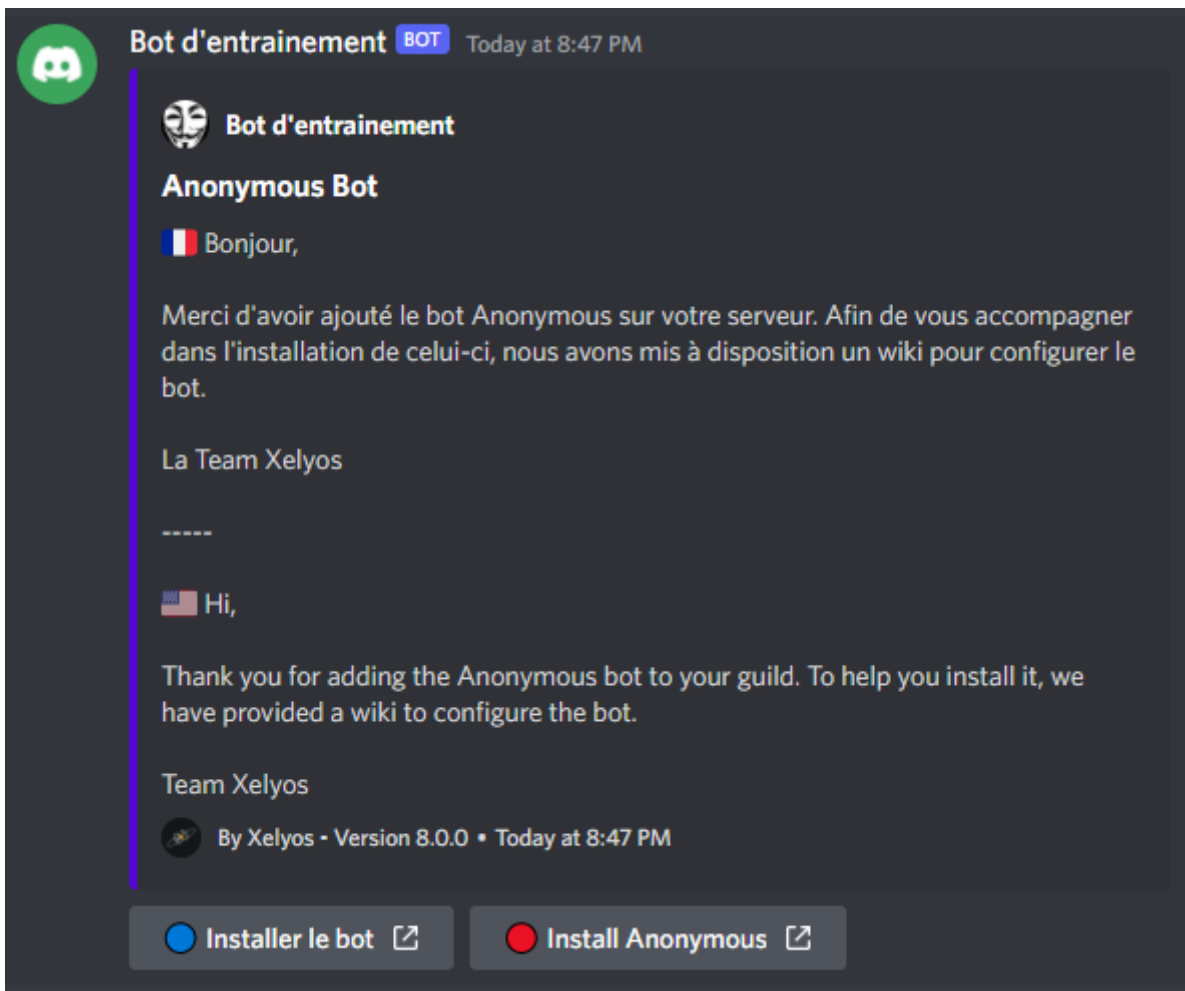 Bot d'entrainement BOT Today at 8:47 PM
Bot d'entrainement
Anonymous Bot
🇫🇷 Bonjour,
Merci d'avoir ajouté le bot Anonymous sur votre serveur. Afin de vous accompagner
dans l'installation de celui-ci, nous avons mis à disposition un wiki pour configurer le
bot.
La Team Xelyos
-----
🇺🇸 Hi,
Thank you for adding the Anonymous bot to your guild. To help you install it, we
have provided a wiki to configure the bot.
Team Xelyos
By Xelyos - Version 8.0.0 • Today at 8:47 PM
Installer le bot Install Anonymous